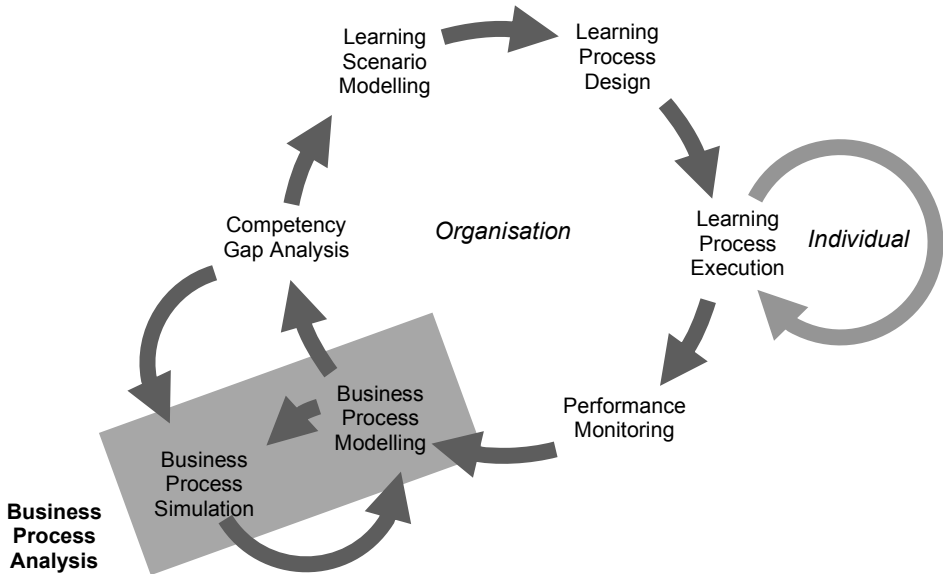 Learning
Scenario
Modelling
Learning
Process
Design
Competency
Gap Analysis
Organisation
Learning
Process
Execution
Individual
Business
Process
Modelling
Performance
Monitoring
Business
Process
Simulation
Business
Process
Analysis